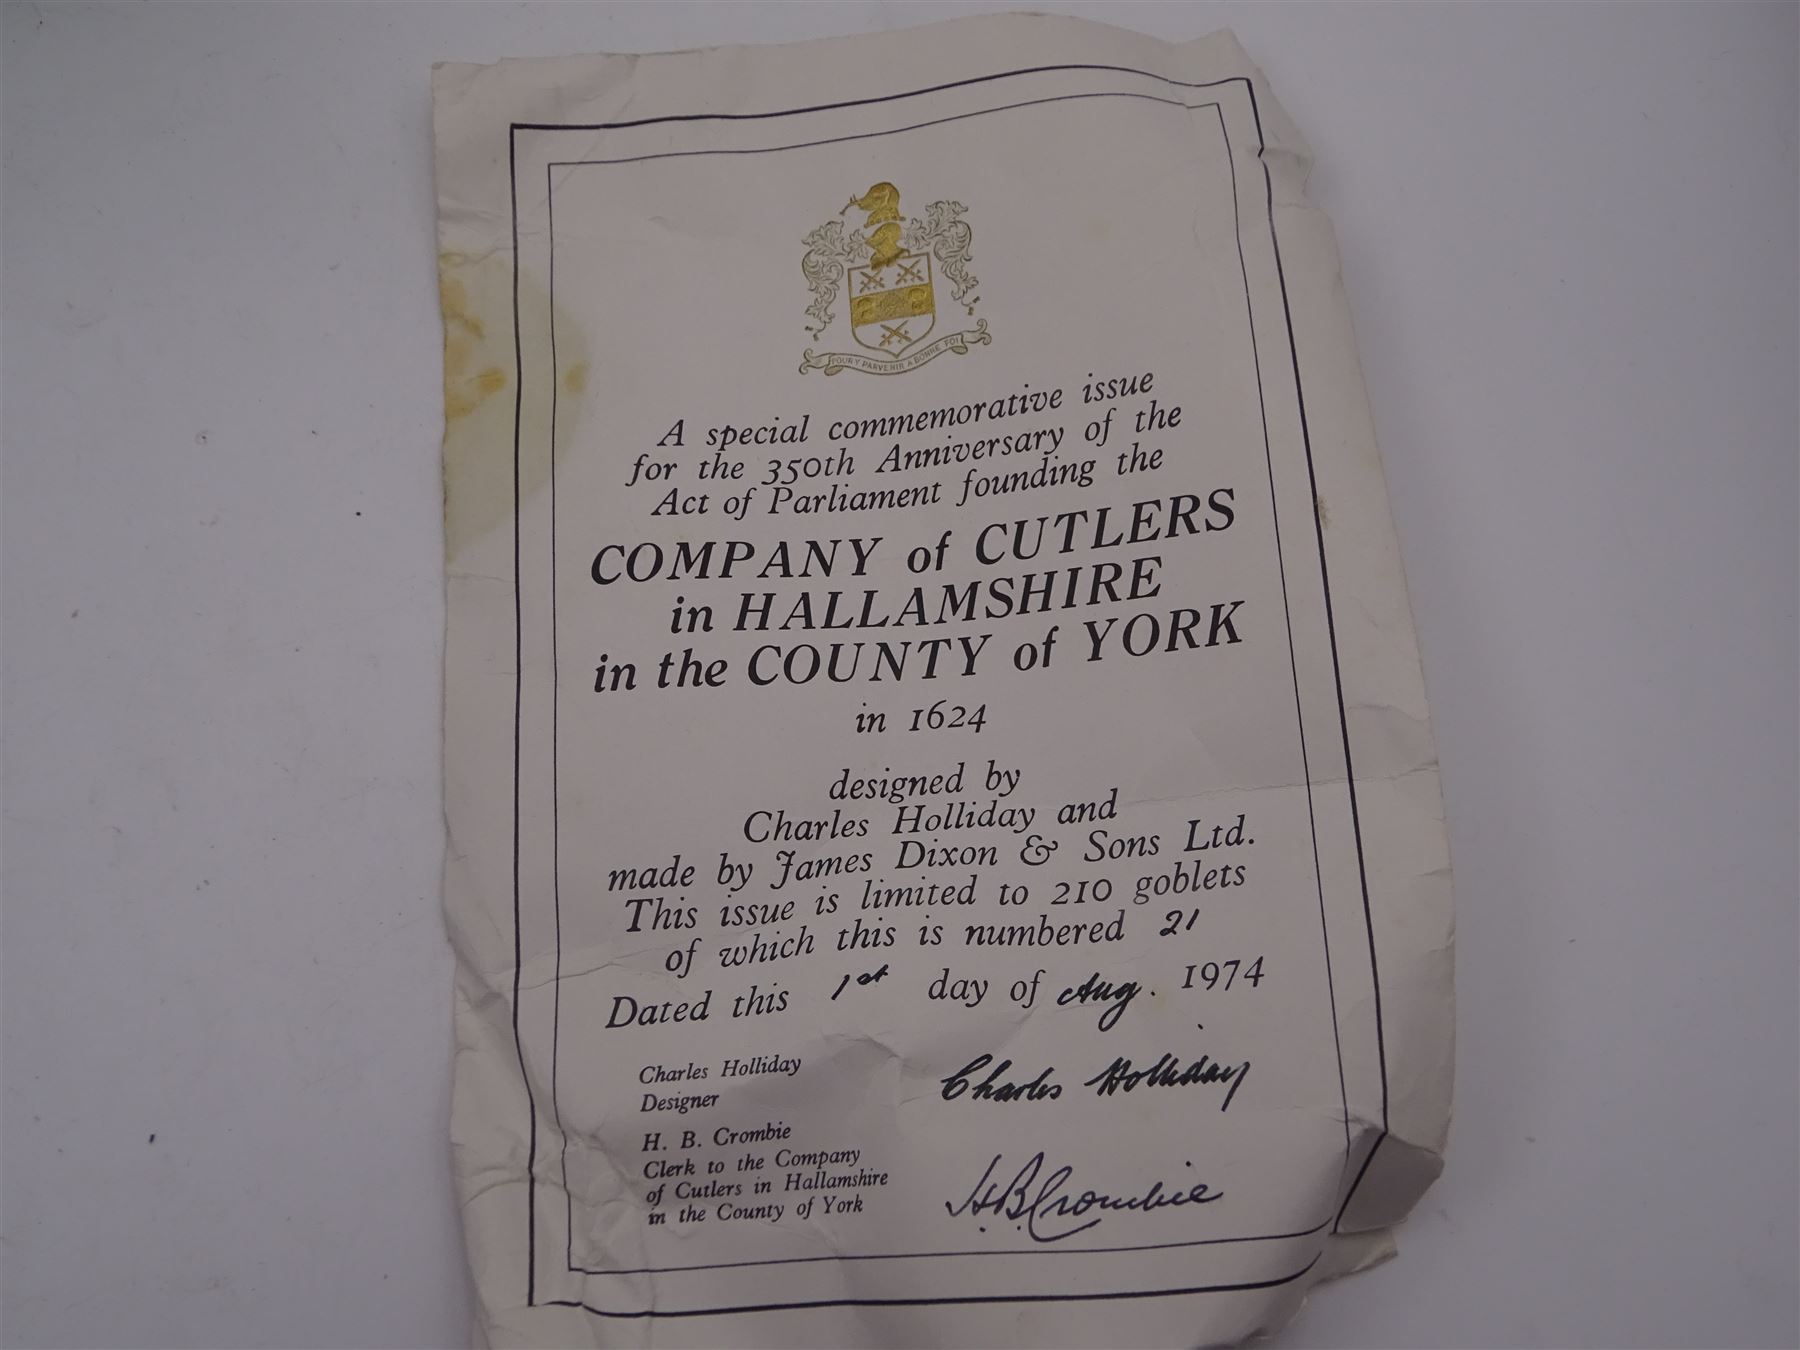 POUR Y PARVENIR A BONNE FOI
A special commemorative issue
for the 350th Anniversary of the
Act of Parliament founding the
COMPANY of CUTLERS
in HALLAMSHIRE
in the COUNTY of YORK
in 1624
designed by
Charles Holliday and
made by James Dixon & Sons Ltd.
This issue is limited to 210 goblets
of which this is numbered 21
Dated this 1st day of Aug. 1974
Charles Holliday
Designer
Charles Holliday
H. B. Crombie
Clerk to the Company
of Cutlers in Hallamshire
in the County of York
H.B. Crombie